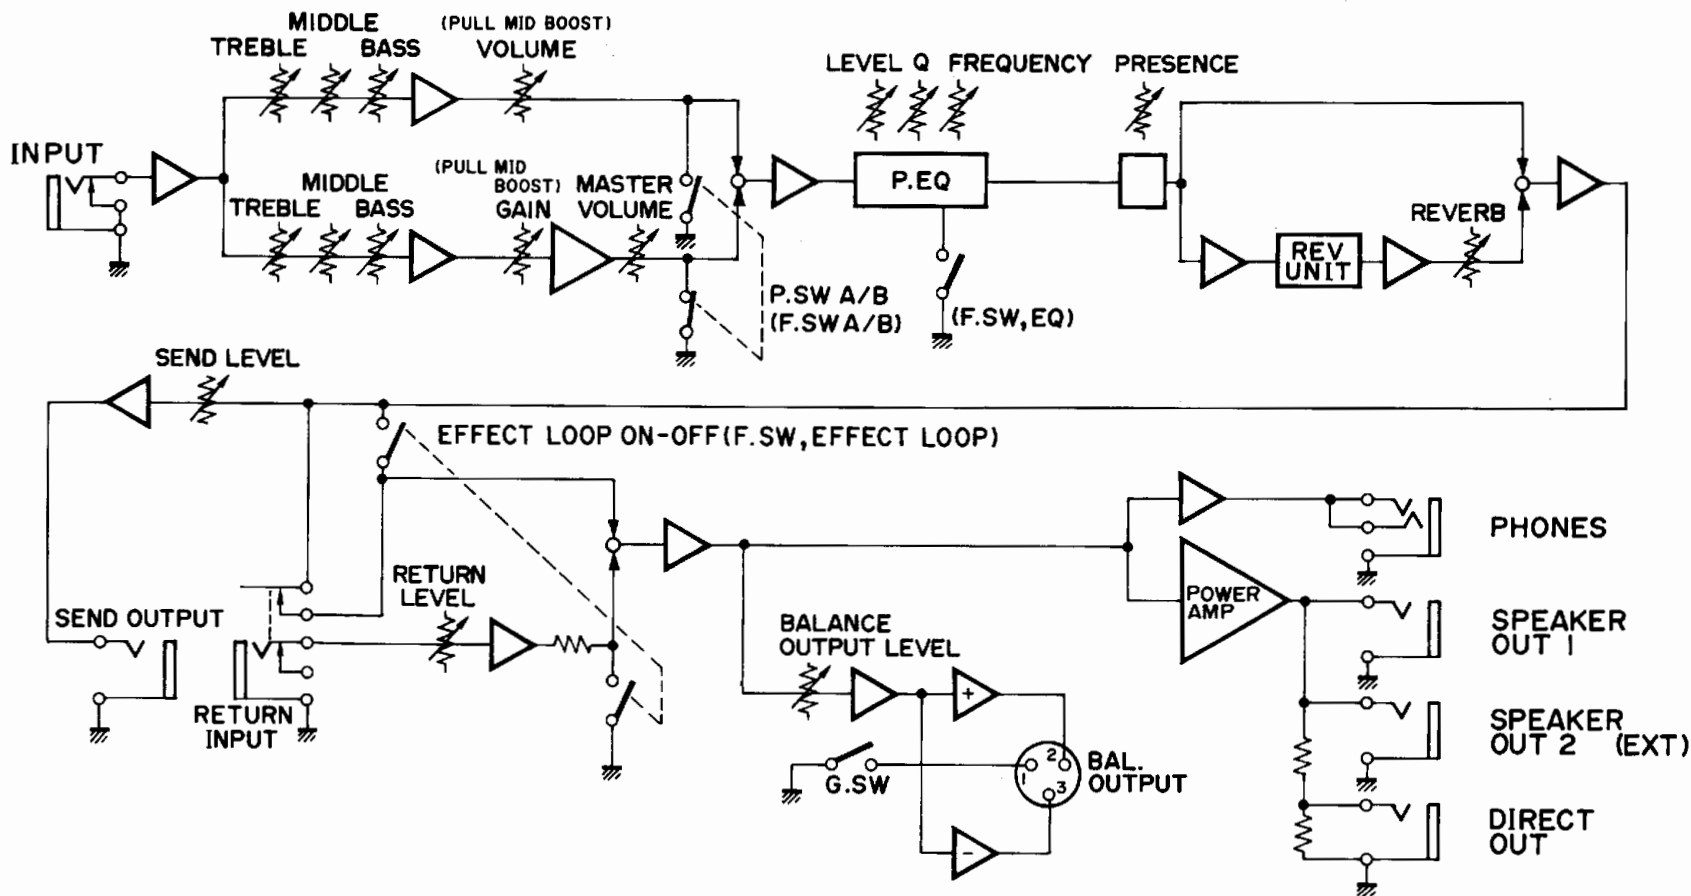 MIDDLE
(PULL MID BOOST)
TREBLE
BASS
VOLUME
LEVEL Q FREQUENCY
PRESENCE
INPUT
MIDDLE
(PULL MID
BOOST)
MASTER
TREBLE
BASS
GAIN
VOLUME
P.EQ
REVERB
REV
UNIT
P.SW A/B
(F.SW A/B)
(F.SW,EQ)
SEND LEVEL
EFFECT LOOP ON-OFF(F.SW,EFFECT LOOP)
PHONES
RETURN
LEVEL
POWER
AMP
SEND OUTPUT
BALANCE
OUTPUT LEVEL
SPEAKER
OUT 1
RETURN
INPUT
+
SPEAKER
OUT 2 (EXT)
G.SW
2
1
3
BAL.
OUTPUT
DIRECT
OUT
-